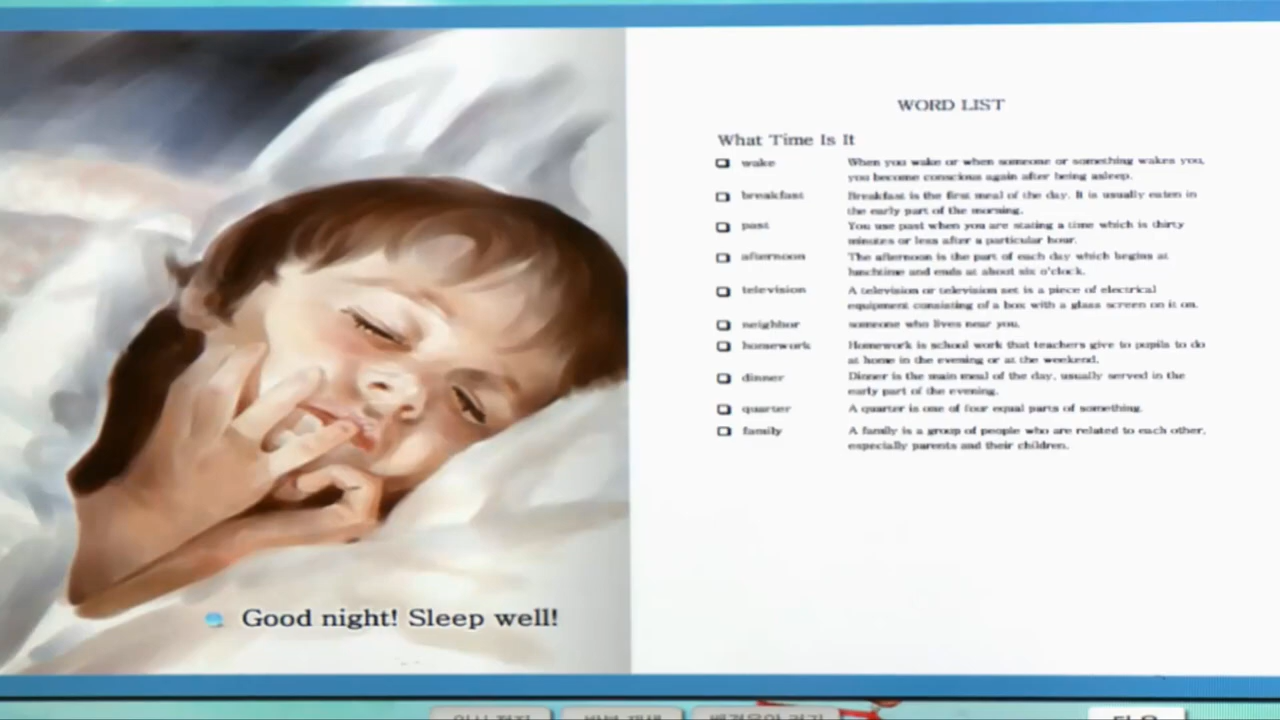 Good night! Sleep well!
WORD LIST
What Time Is It
wake When you wake or when someone or something wakes you,
you become conscious again after being asleep.
breakfast Breakfast is the first meal of the day. It is usually eaten in
the early part of the morning.
past You use past when you are stating a time which is thirty
minutes or less after a particular hour.
afternoon The afternoon is the part of each day which begins at
lunchtime and ends at about six o'clock.
television A television or television set is a piece of electrical
equipment consisting of a box with a glass screen on it on.
neighbor someone who lives near you.
homework Homework is school work that teachers give to pupils to do
at home in the evening or at the weekend.
dinner Dinner is the main meal of the day, usually served in the
early part of the evening.
quarter A quarter is one of four equal parts of something.
family A family is a group of people who are related to each other,
especially parents and their children.